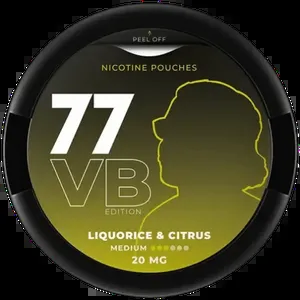 PEEL OFF
NICOTINE POUCHES
77
VB
EDITION
LIQUORICE & CITRUS
MEDIUM
20 MG